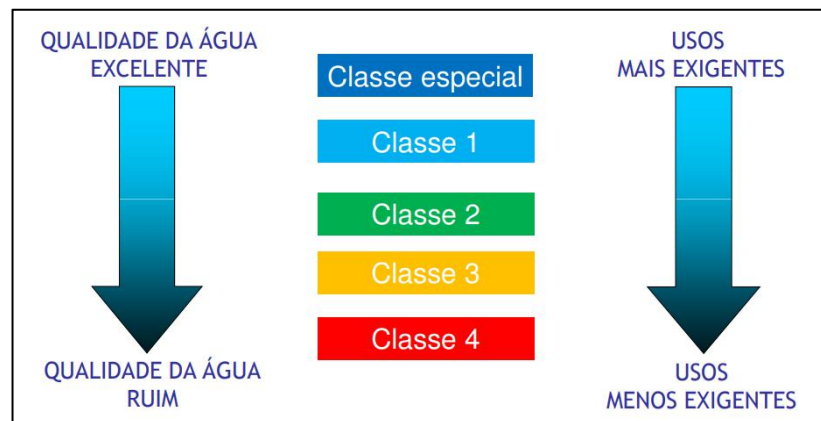 QUALIDADE DA ÁGUA
EXCELENTE
USOS
MAIS EXIGENTES
Classe especial
Classe 1
Classe 2
Classe 3
Classe 4
QUALIDADE DA ÁGUA
RUIM
USOS
MENOS EXIGENTES